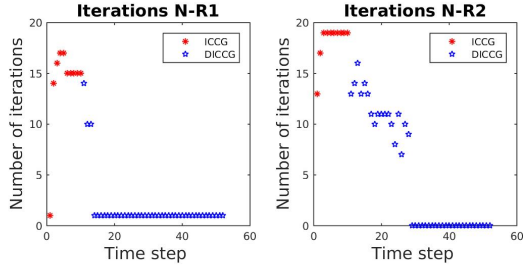 Iterations N-R1
Number of iterations
20
15
10
5
0
0
20
40
60
Time step
ICCG
DICCG
Iterations N-R2
Number of iterations
20
15
10
5
0
0
20
40
60
Time step
ICCG
DICCG